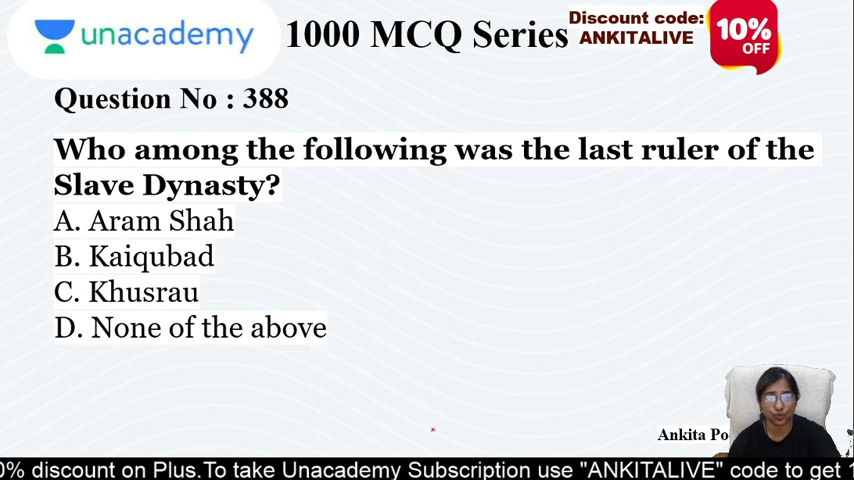 unacademy
1000 MCQ Series
Discount code:
ANKITALIVE
10%
OFF
Question No : 388
Who among the following was the last ruler of the
Slave Dynasty?
A. Aram Shah
B. Kaiqubad
C. Khusrau
D. None of the above
Ankita Po
0% discount on Plus.To take Unacademy Subscription use "ANKITALIVE" code to get 1